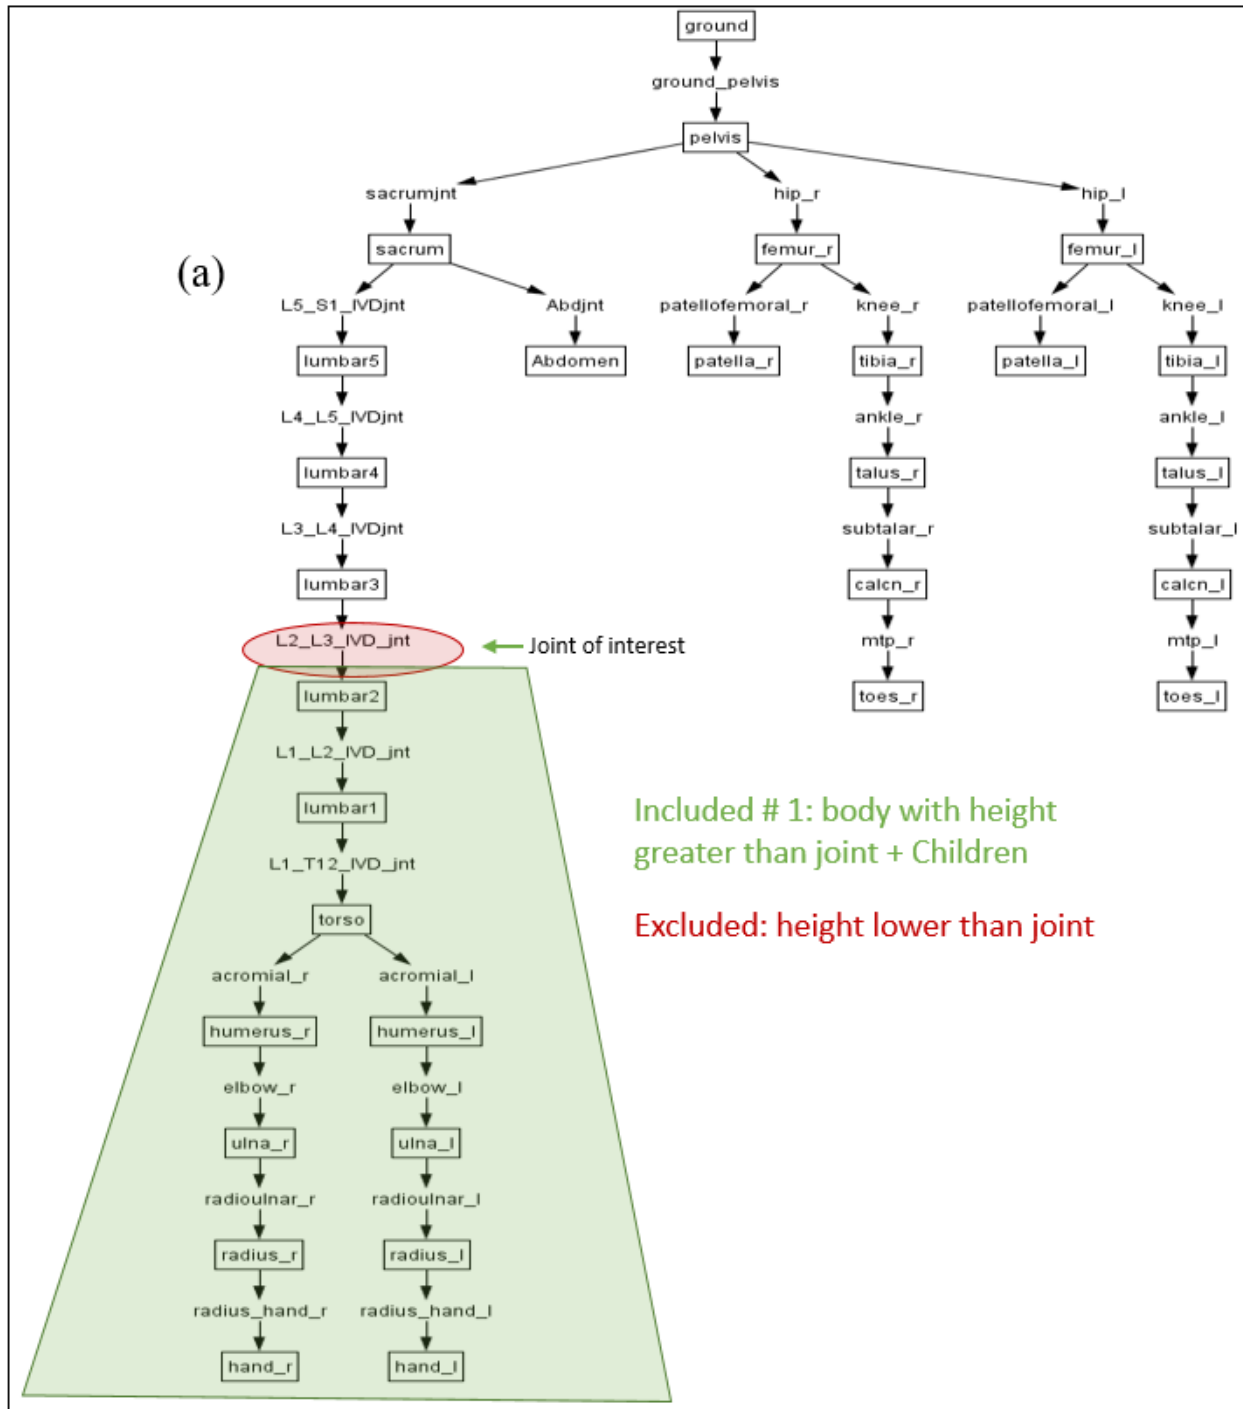 ground
ground_pelvis
pelvis
sacrumjnt hip_r hip_l
sacrum femur_r femur_l
(a)
L5_S1_IVDjnt Abdjnt patellofemoral_r knee_r patellofemoral_l knee_l
lumbar5 Abdomen patella_r tibia_r patella_l tibia_l
L4_L5_IVDjnt ankle_r ankle_l
lumbar4 talus_r talus_l
L3_L4_IVDjnt subtalar_r subtalar_l
lumbar3 calcn_r calcn_l
L2_L3_IVD_jnt Joint of interest mtp_r mtp_l
lumbar2 toes_r toes_l
L1_L2_IVD_jnt
lumbar1
Included # 1: body with height
greater than joint + Children
L1_T12_IVD_jnt
torso
Excluded: height lower than joint
acromial_r acromial_l
humerus_r humerus_l
elbow_r elbow_l
ulna_r ulna_l
radioulnar_r radioulnar_l
radius_r radius_l
radius_hand_r radius_hand_l
hand_r hand_l